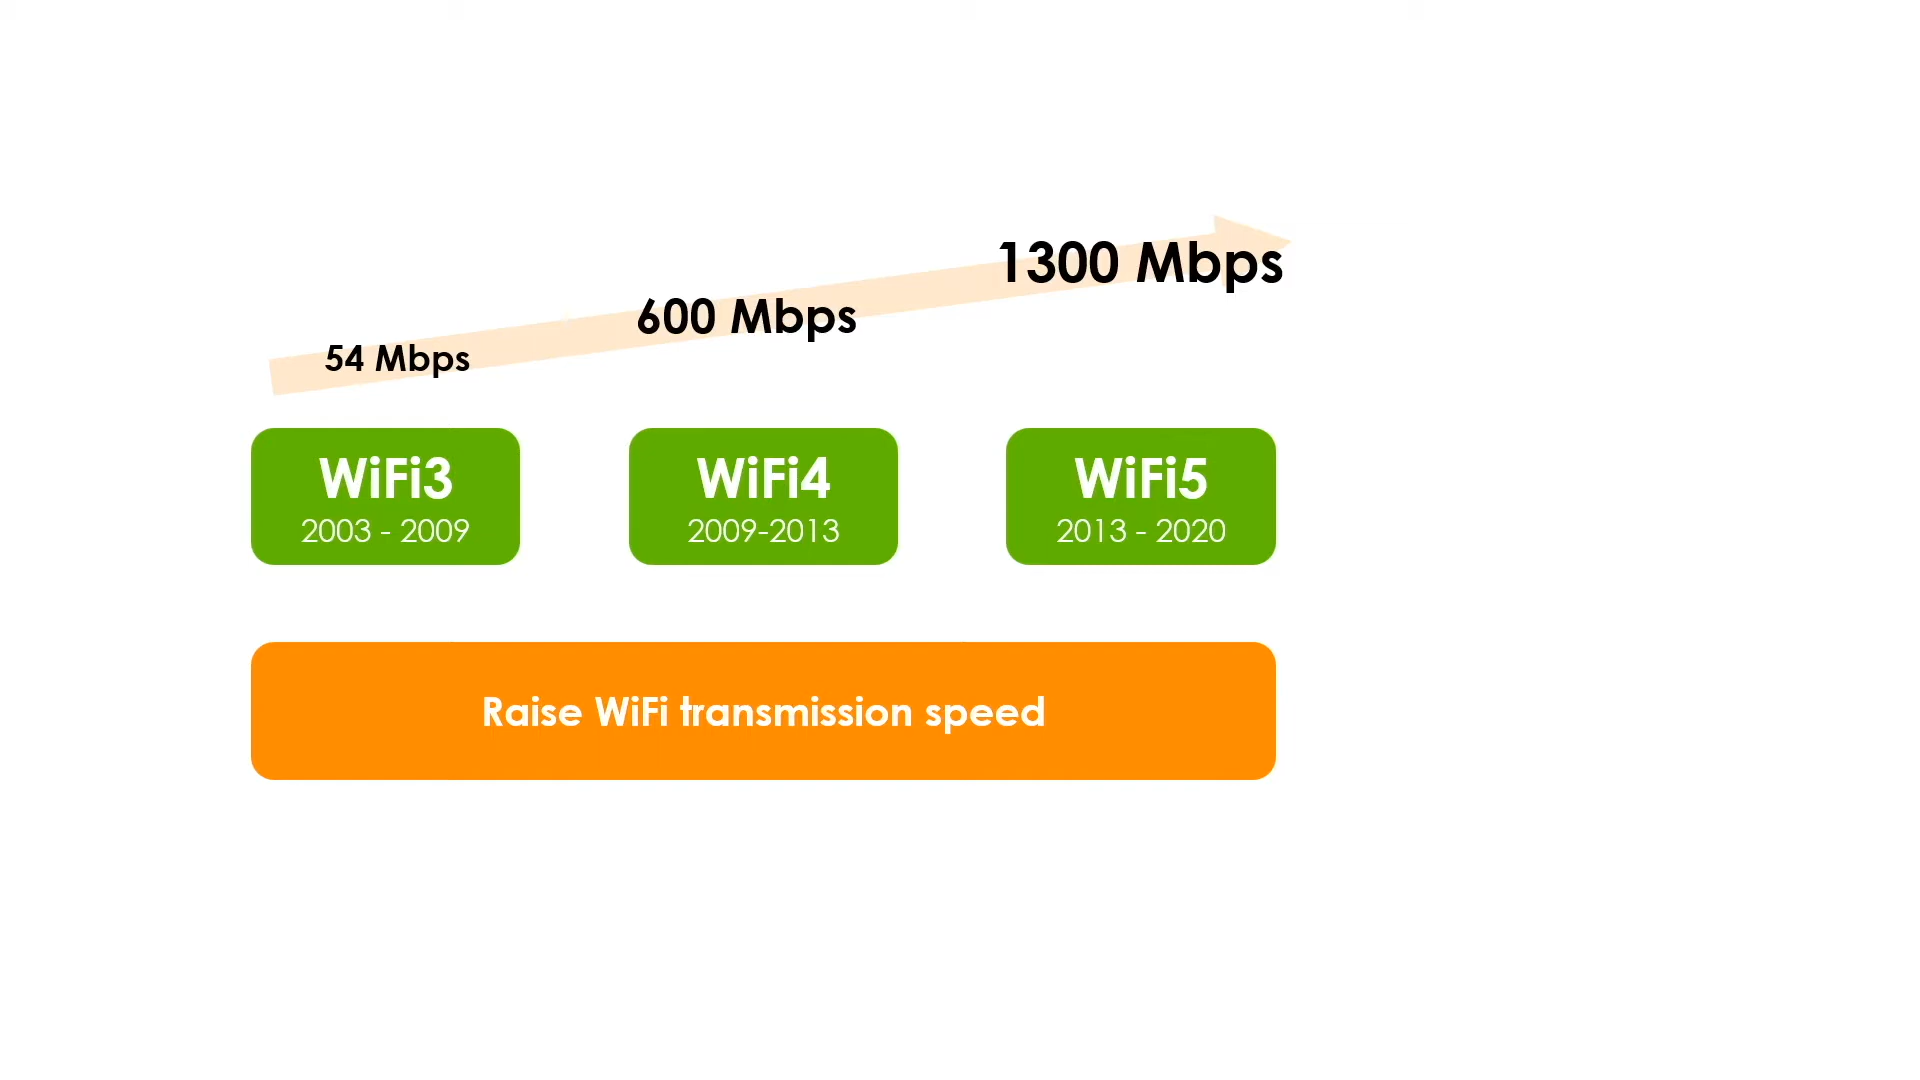 1300 Mbps
600 Mbps
54 Mbps
WiFi3
2003 - 2009
WiFi4
2009-2013
WiFi5
2013 - 2020
Raise WiFi transmission speed